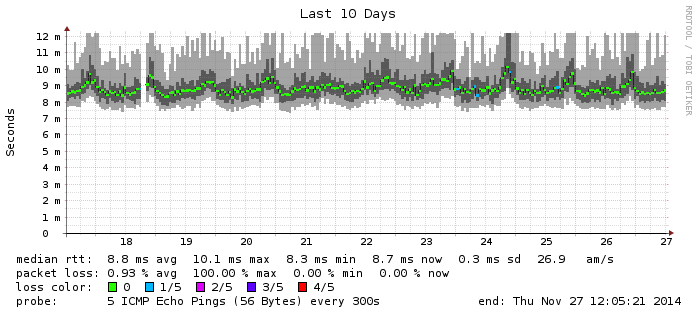 Last 10 Days
RRDTOOL / TOBI OETIKER
Seconds
12 m
11 m
10 m
9 m
8 m
7 m
6 m
5 m
4 m
3 m
2 m
1 m
0
18 19 20 21 22 23 24 25 26 27
median rtt: 8.8 ms avg 10.1 ms max 8.3 ms min 8.7 ms now 0.3 ms sd 26.9 am/s
packet loss: 0.93 % avg 100.00 % max 0.00 % min 0.00 % now
loss color: 0 1/5 2/5 3/5 4/5
probe: 5 ICMP Echo Pings (56 Bytes) every 300s end: Thu Nov 27 12:05:21 2014